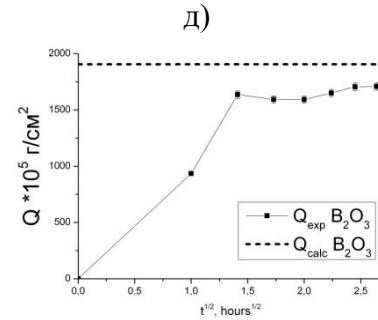 д)
Q *10⁵ г/см²
2000
1500
1000
500
0
0,0 0,5 1,0 1,5 2,0 2,5
t^1/2, hours^1/2
Q_exp B₂O₃
Q_calc B₂O₃